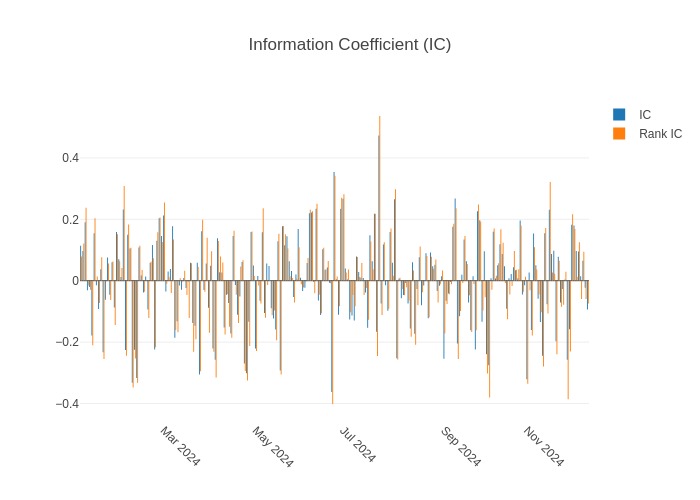 Information Coefficient (IC)
IC
Rank IC
0.4
0.2
0
−0.2
−0.4
Mar 2024
May 2024
Jul 2024
Sep 2024
Nov 2024